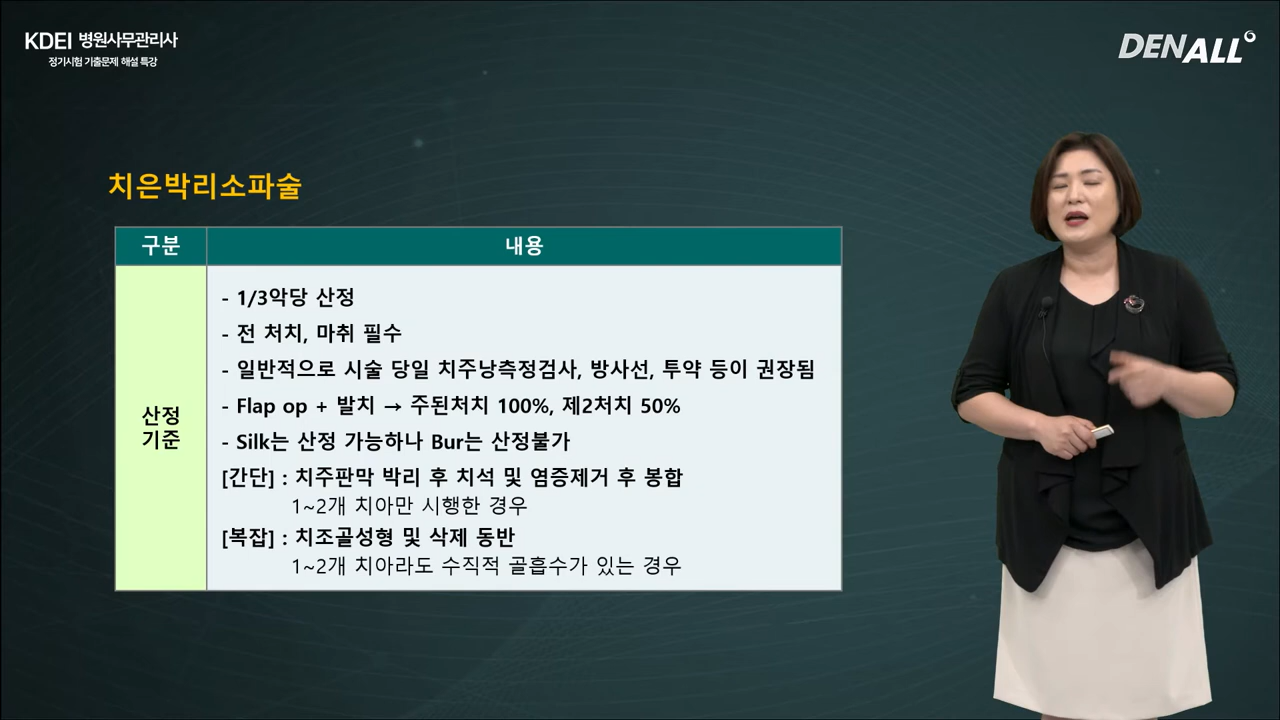 KDEI 병원사무관리사
정기시험 기출문제 해설 특강
DENALL
치은박리소파술
구분
내용
산정
기준
- 1/3악당 산정
- 전 처치, 마취 필수
- 일반적으로 시술 당일 치주낭측정검사, 방사선, 투약 등이 권장됨
- Flap op + 발치 → 주된처치 100%, 제2처치 50%
- Silk는 산정 가능하나 Bur는 산정불가
[간단] : 치주판막 박리 후 치석 및 염증제거 후 봉합
1~2개 치아만 시행한 경우
[복잡] : 치조골성형 및 삭제 동반
1~2개 치아라도 수직적 골흡수가 있는 경우